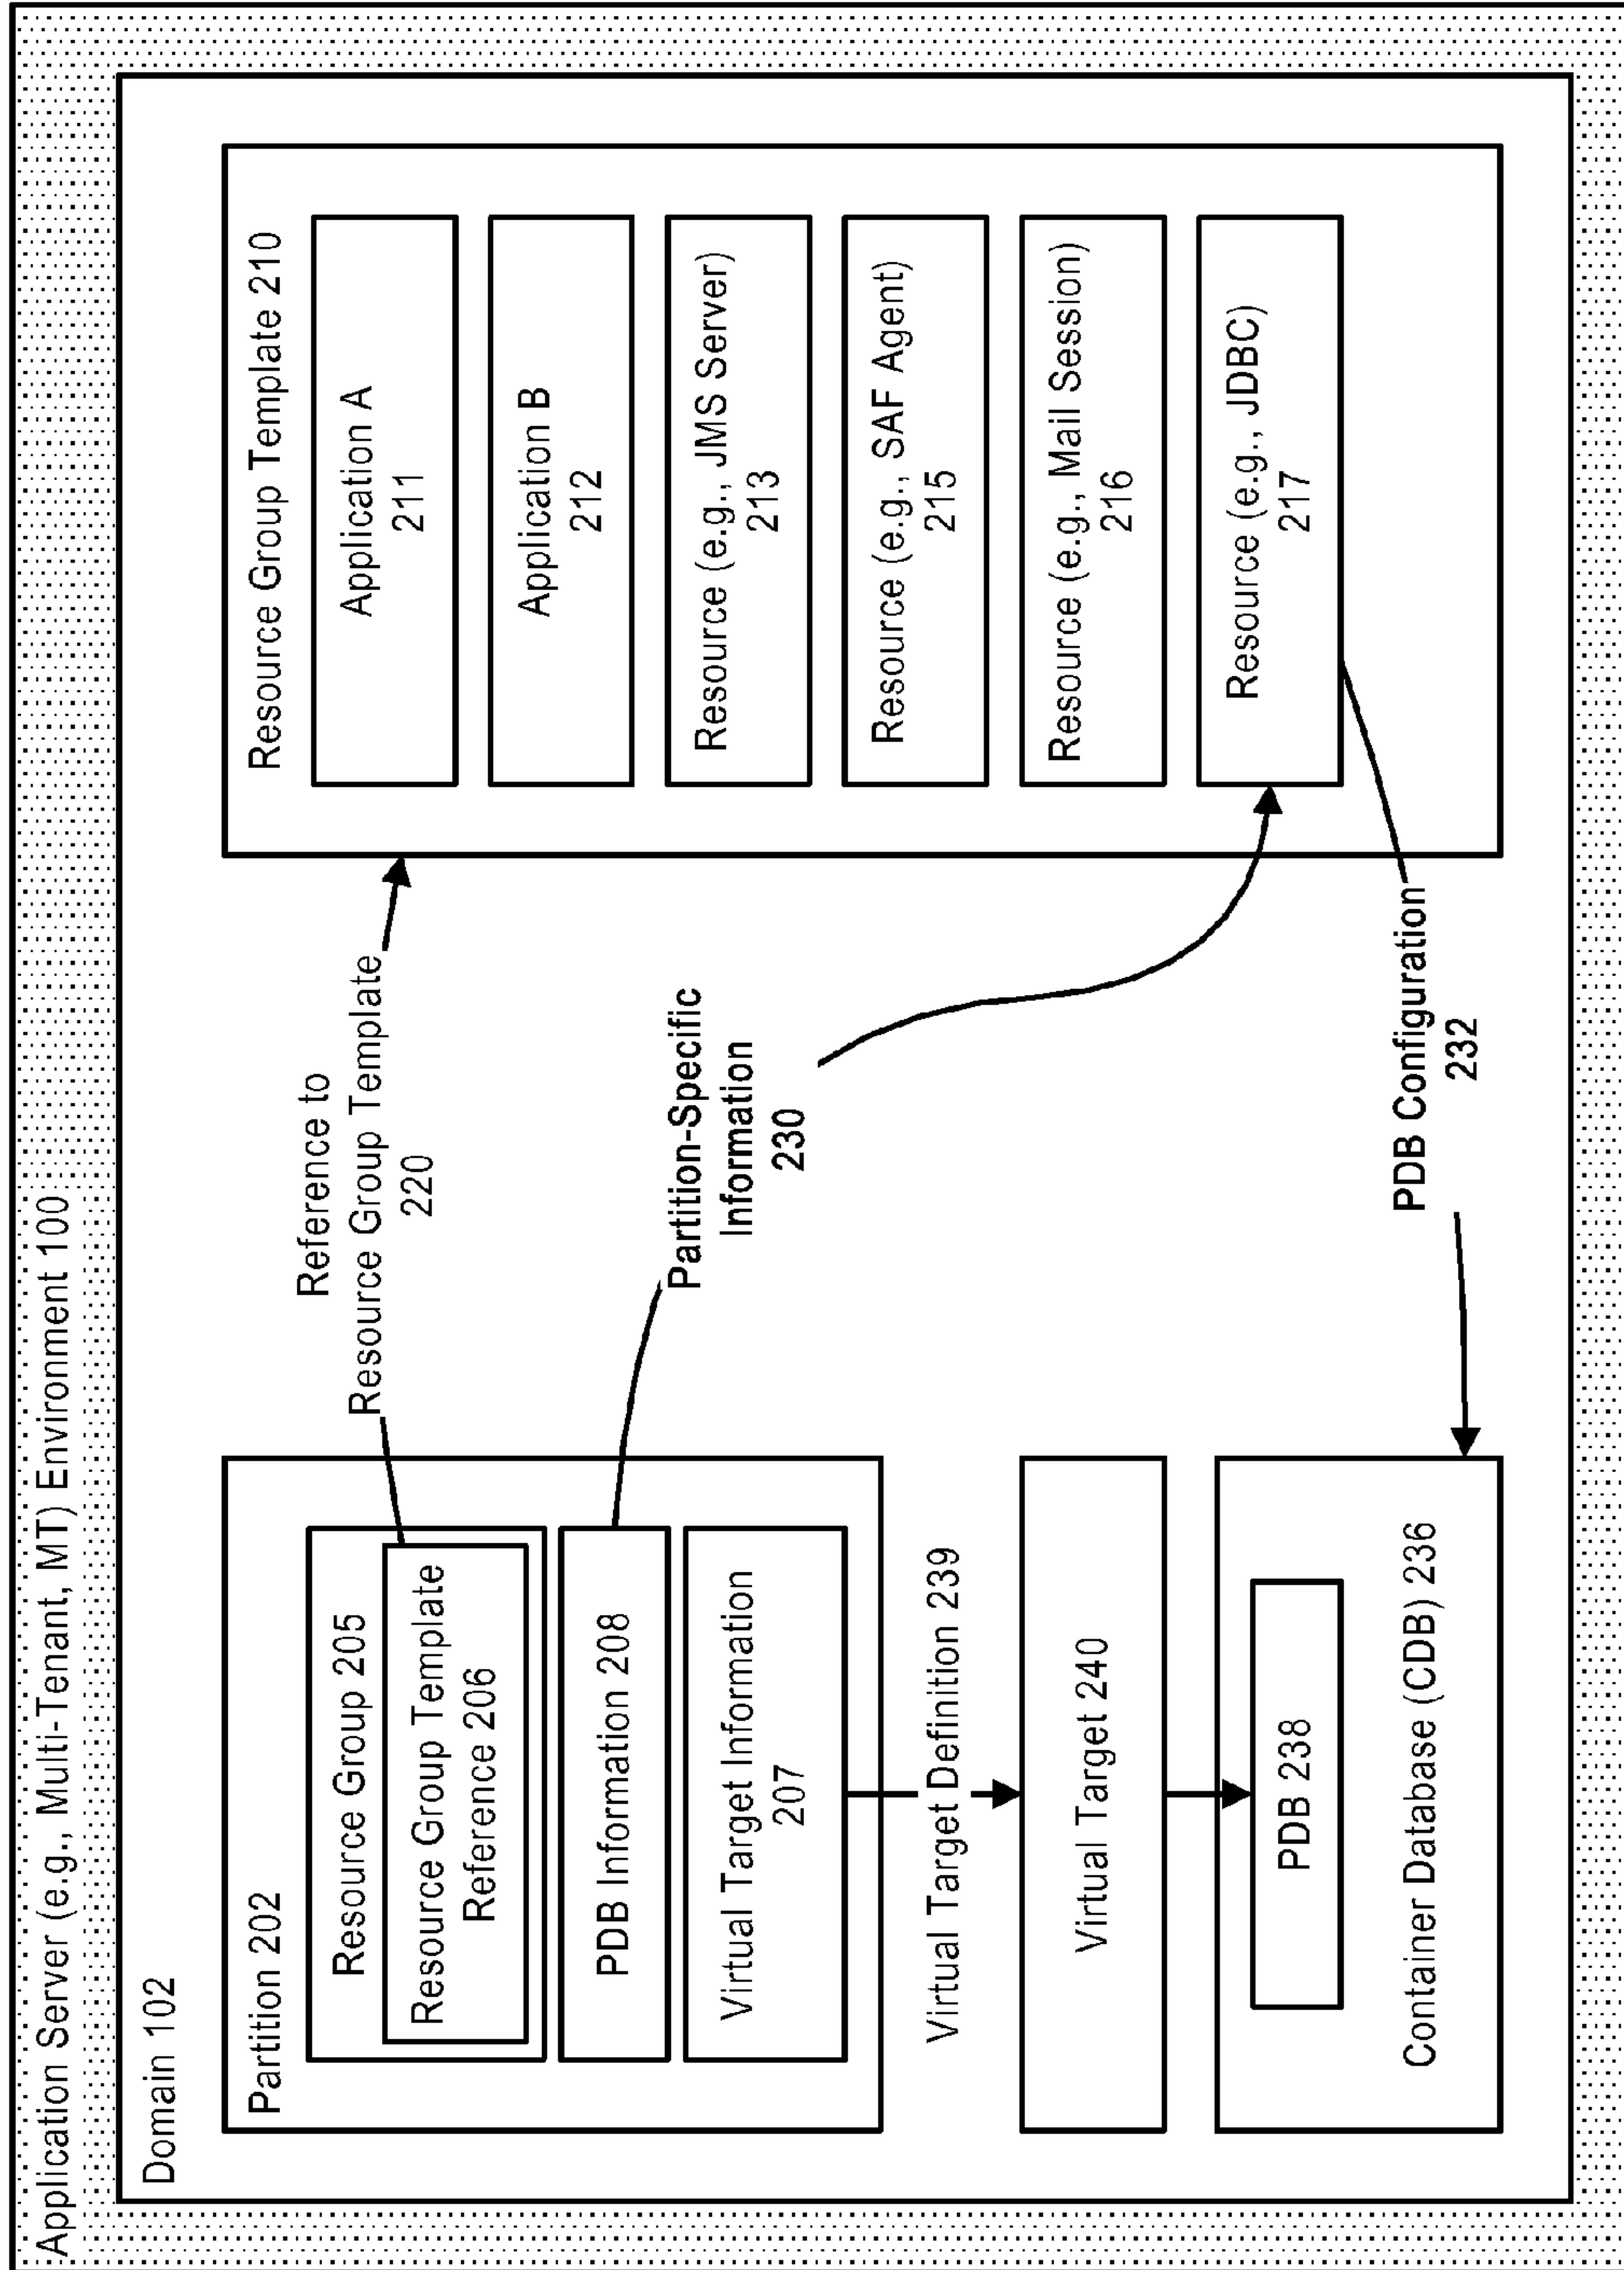 Application Server (e.g., Multi-Tenant, MT) Environment 100
Domain 102
Partition 202
Resource Group 205
Resource Group Template
Reference 206
PDB Information 208
Virtual Target Information
207
Virtual Target Definition 239
Virtual Target 240
PDB 238
Container Database (CDB) 236
Reference to
Resource Group Template
220
Partition-Specific
Information
230
PDB Configuration
232
Resource Group Template 210
Application A
211
Application B
212
Resource (e.g., JMS Server)
213
Resource (e.g., SAF Agent)
215
Resource (e.g., Mail Session)
216
Resource (e.g., JDBC)
217